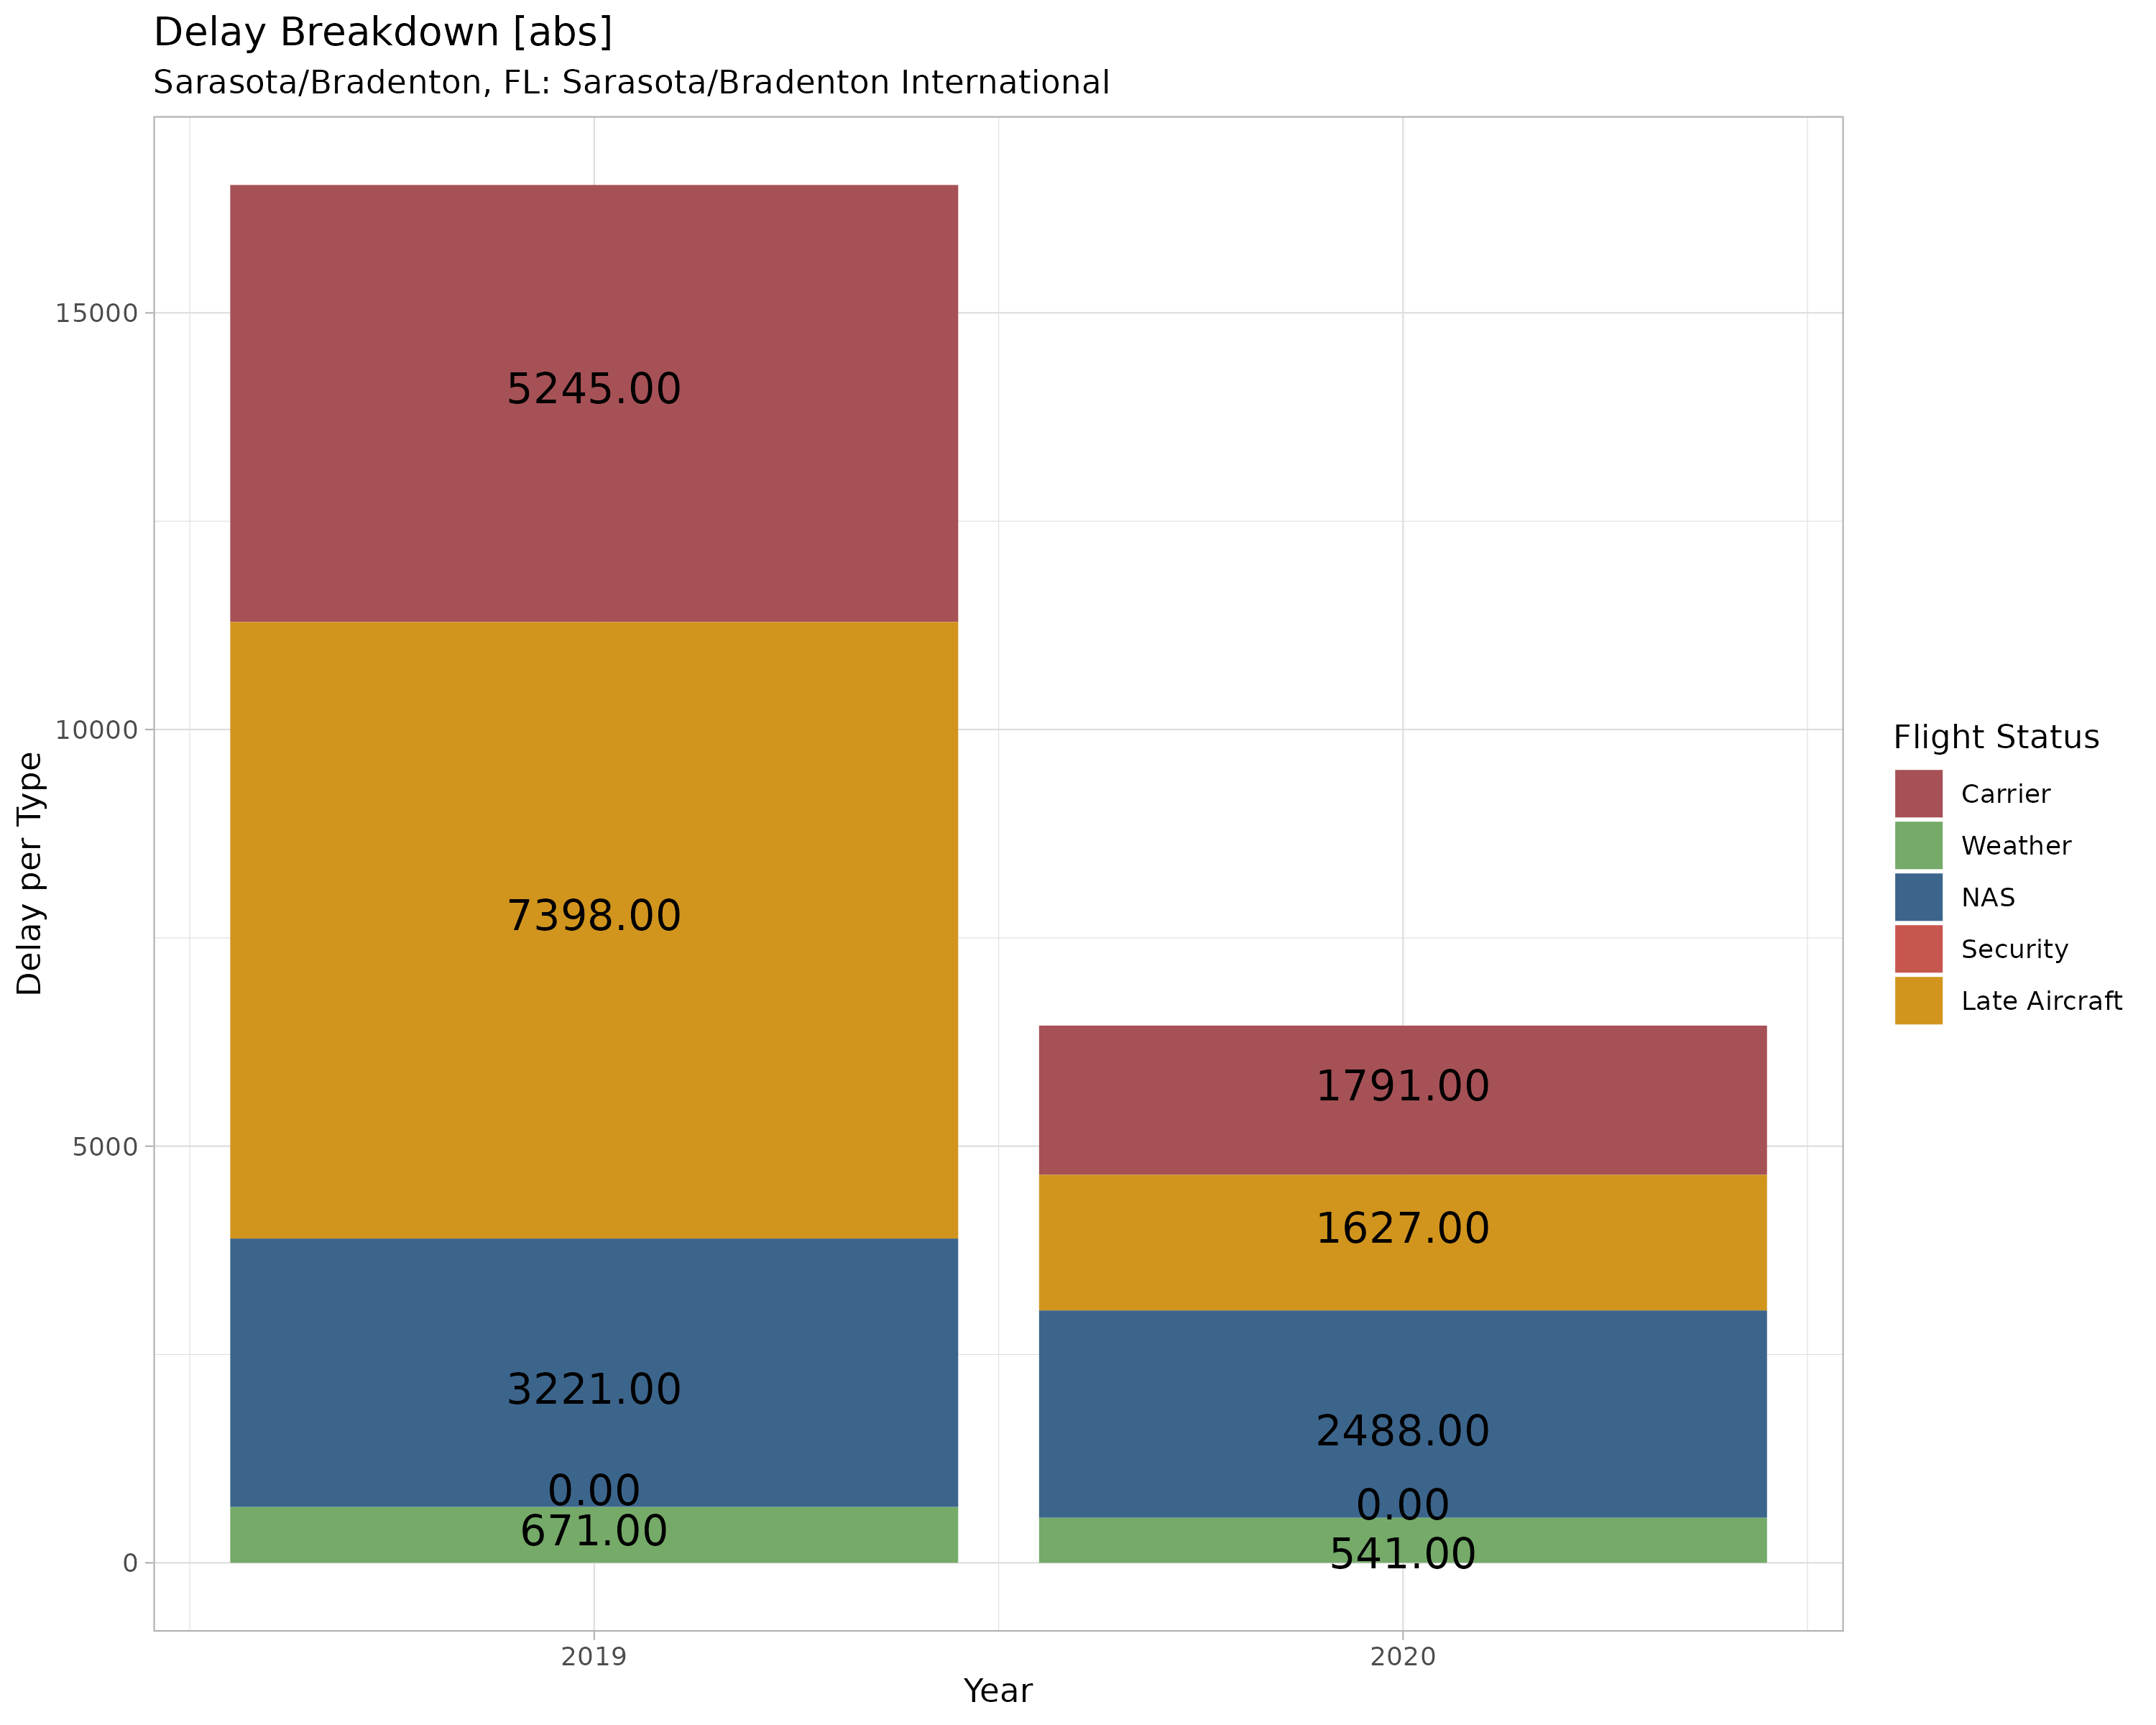 Delay Breakdown [abs]
Sarasota/Bradenton, FL: Sarasota/Bradenton International
Delay per Type
15000
10000
5000
0
5245.00
7398.00
3221.00
0.00
671.00
1791.00
1627.00
2488.00
0.00
541.00
2019
2020
Year
Flight Status
Carrier
Weather
NAS
Security
Late Aircraft